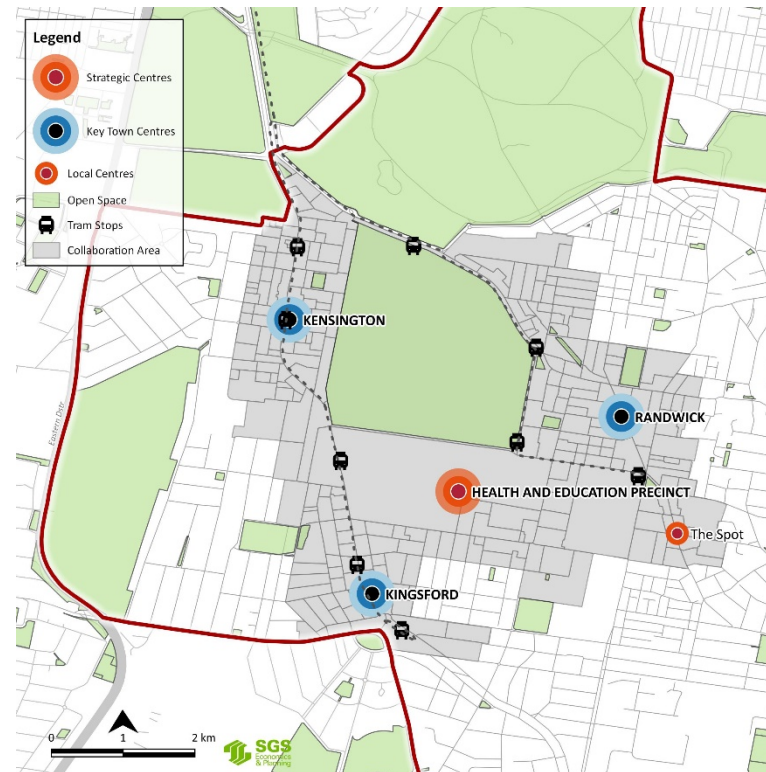 Legend
Strategic Centres
Key Town Centres
Local Centres
Open Space
Tram Stops
Collaboration Area
KENSINGTON
RANDWICK
HEALTH AND EDUCATION PRECINCT
The Spot
KINGSFORD
Eastern Dstr
0 1 2 km
SGS
Economics
& Planning